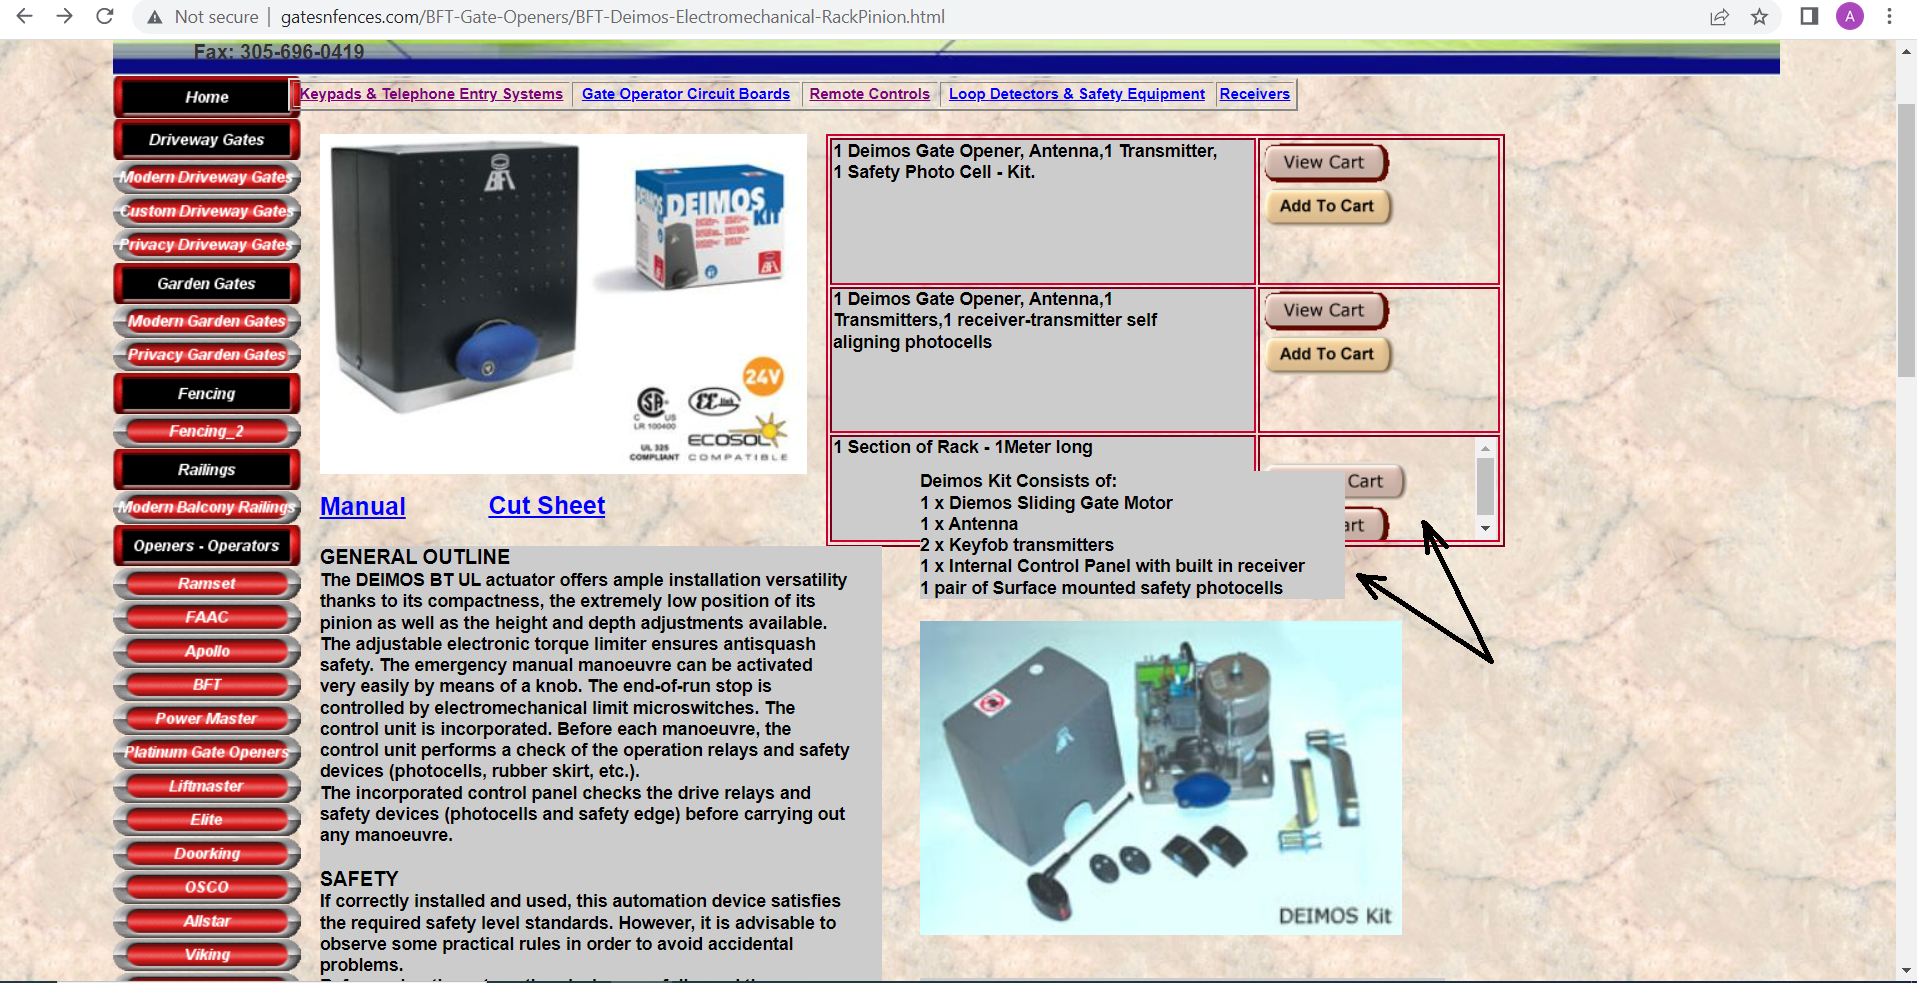 Not secure
gatesnfences.com/BFT-Gate-Openers/BFT-Deimos-Electromechanical-RackPinion.html
A
Fax: 305-696-0419
Keypads & Telephone Entry Systems
Gate Operator Circuit Boards
Remote Controls
Loop Detectors & Safety Equipment
Receivers
Home
Driveway Gates
Modern Driveway Gates
Custom Driveway Gates
Privacy Driveway Gates
Garden Gates
Modern Garden Gates
Privacy Garden Gates
Fencing
Fencing_2
Railings
Modern Balcony Railings
Openers - Operators
Ramset
FAAC
Apollo
BFT
Power Master
Platinum Gate Openers
Liftmaster
Elite
Doorking
OSCO
Allstar
Viking
BFT
DEIMOS
KIT
24V
C US
LR 100400
UL 325
COMPLIANT
ECOSOL
COMPATIBLE
Manual
Cut Sheet
1 Deimos Gate Opener, Antenna,1 Transmitter,
1 Safety Photo Cell - Kit.
View Cart
Add To Cart
1 Deimos Gate Opener, Antenna,1
Transmitters,1 receiver-transmitter self
aligning photocells
View Cart
Add To Cart
1 Section of Rack - 1Meter long
Cart
art
Deimos Kit Consists of:
1 x Diemos Sliding Gate Motor
1 x Antenna
2 x Keyfob transmitters
1 x Internal Control Panel with built in receiver
1 pair of Surface mounted safety photocells
GENERAL OUTLINE
The DEIMOS BT UL actuator offers ample installation versatility
thanks to its compactness, the extremely low position of its
pinion as well as the height and depth adjustments available.
The adjustable electronic torque limiter ensures antisquash
safety. The emergency manual manoeuvre can be activated
very easily by means of a knob. The end-of-run stop is
controlled by electromechanical limit microswitches. The
control unit is incorporated. Before each manoeuvre, the
control unit performs a check of the operation relays and safety
devices (photocells, rubber skirt, etc.).
The incorporated control panel checks the drive relays and
safety devices (photocells and safety edge) before carrying out
any manoeuvre.
SAFETY
If correctly installed and used, this automation device satisfies
the required safety level standards. However, it is advisable to
observe some practical rules in order to avoid accidental
problems.
DEIMOS Kit